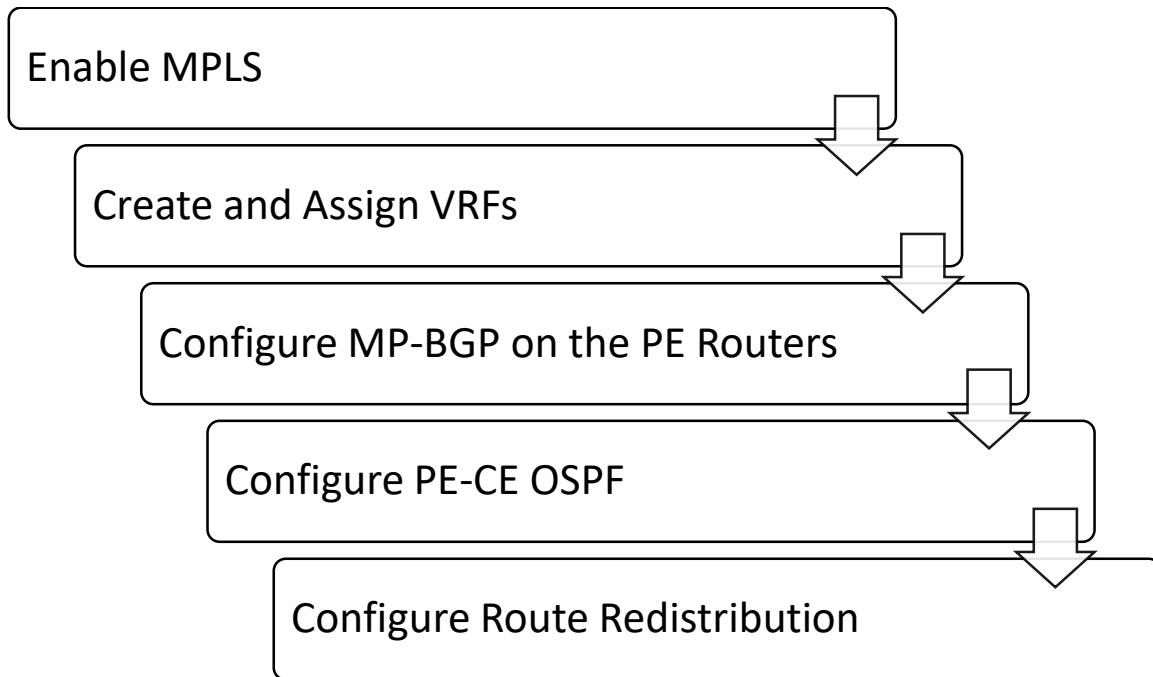 Enable MPLS
Create and Assign VRFs
Configure MP-BGP on the PE Routers
Configure PE-CE OSPF
Configure Route Redistribution